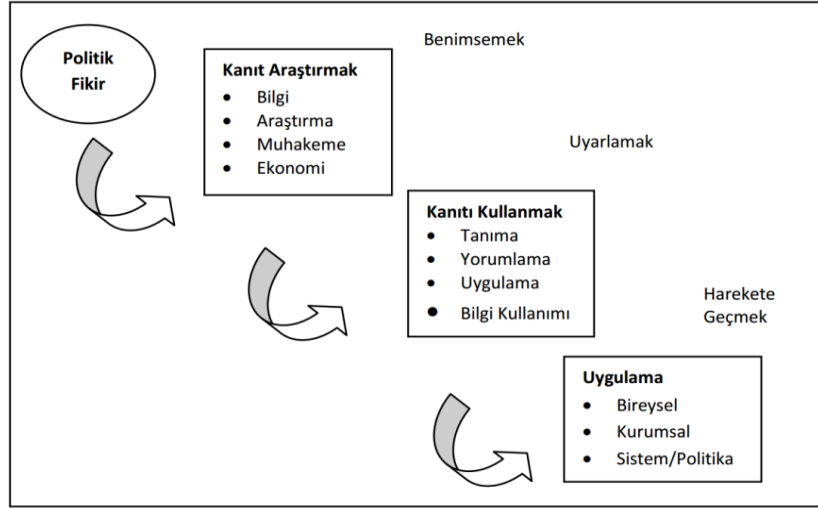 Politik
Fikir
Benimsemek
Kanıt Araştırmak
• Bilgi
• Araştırma
• Muhakeme
• Ekonomi
Uyarlamak
Kanıtı Kullanmak
• Tanıma
• Yorumlama
• Uygulama
• Bilgi Kullanımı
Harekete
Geçmek
Uygulama
• Bireysel
• Kurumsal
• Sistem/Politika